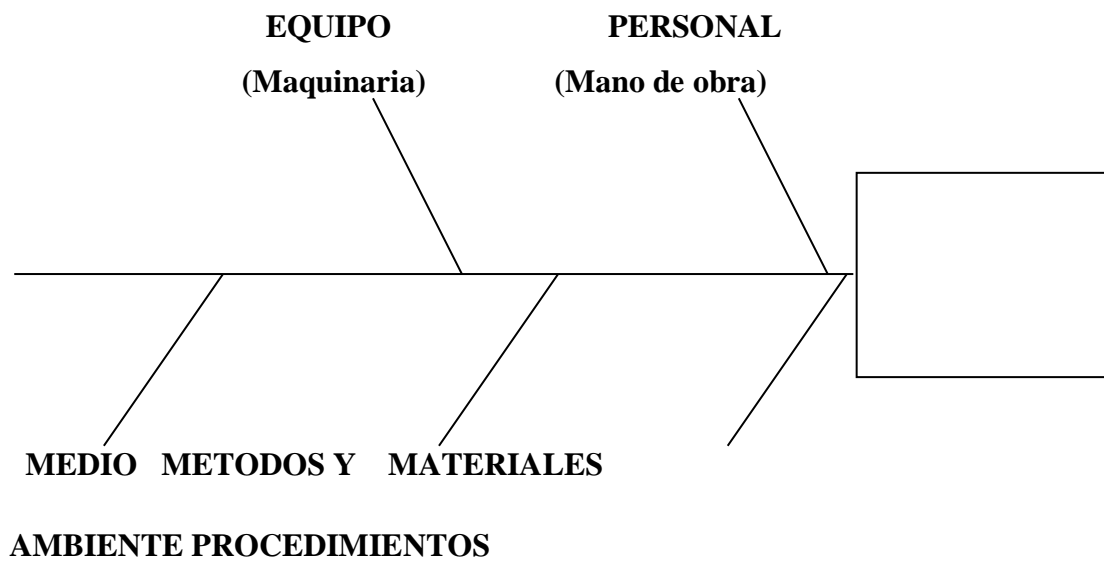 EQUIPO PERSONAL
(Maquinaria) (Mano de obra)
MEDIO METODOS Y MATERIALES
AMBIENTE PROCEDIMIENTOS